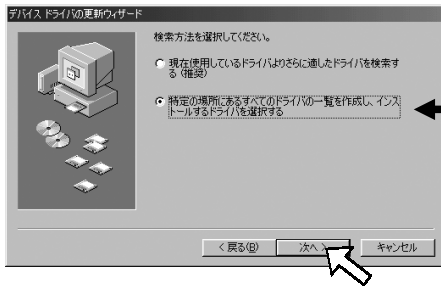 デバイス ドライバの更新ウィザード
検索方法を選択してください。
現在使用しているドライバよりさらに適したドライバを検索す
る (推奨)
特定の場所にあるすべてのドライバの一覧を作成し、インス
トールするドライバを選択する
< 戻る(B)
次へ >
キャンセル